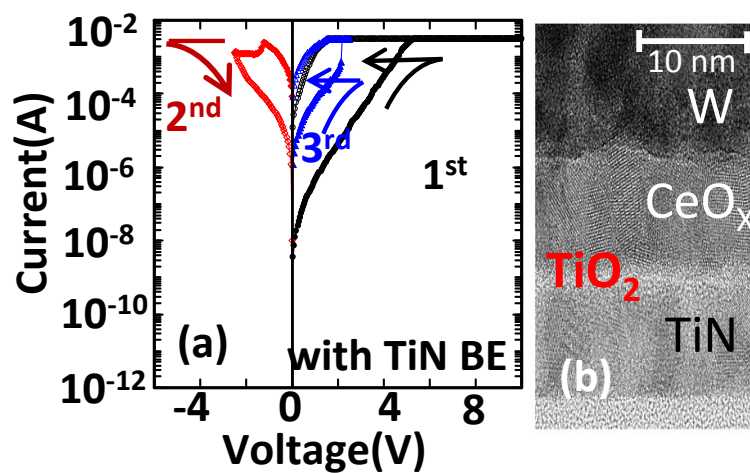 Current(A)
10⁻²
10⁻⁴
10⁻⁶
10⁻⁸
10⁻¹⁰
10⁻¹²
2ⁿᵈ
3ʳᵈ
1ˢᵗ
(a)
with TiN BE
-4
0
4
8
Voltage(V)
10 nm
W
CeOₓ
TiO₂
TiN
(b)